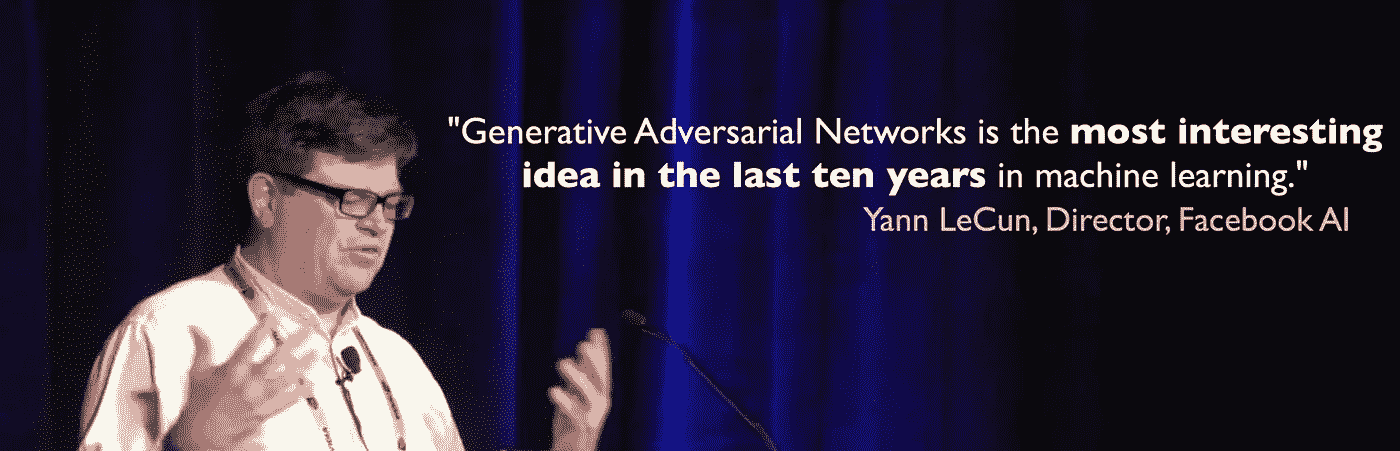 "Generative Adversarial Networks is the most interesting
idea in the last ten years in machine learning."
Yann LeCun, Director, Facebook AI